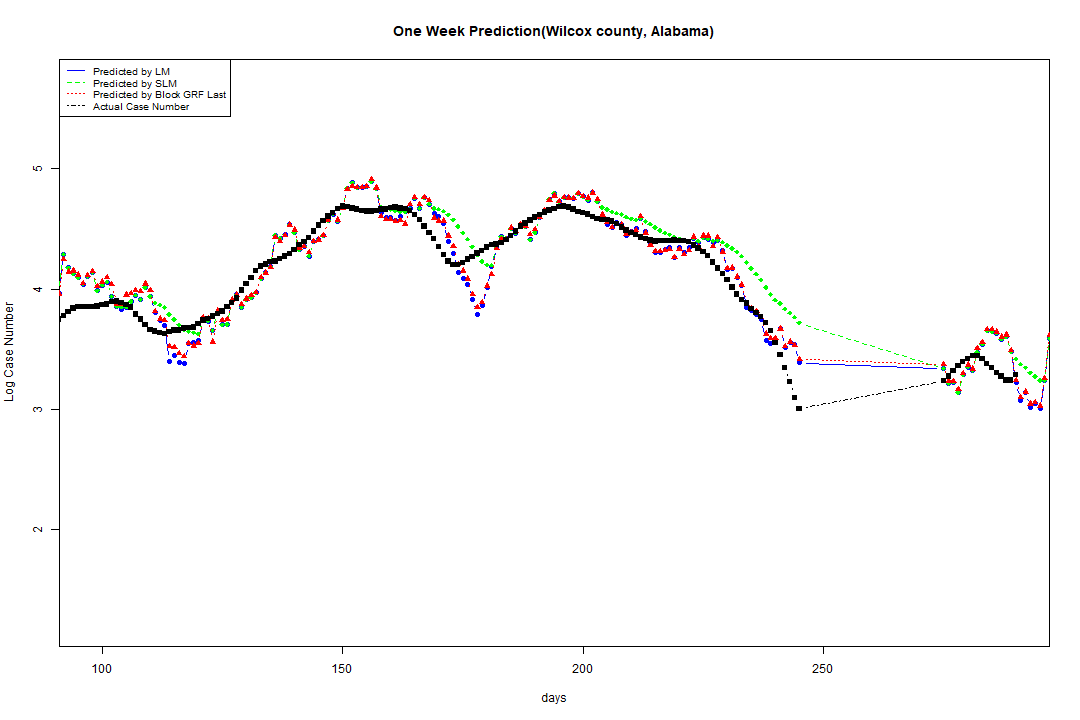 One Week Prediction(Wilcox county, Alabama)
Predicted by LM
Predicted by SLM
Predicted by Block GRF Last
Actual Case Number
5
4
3
2
Log Case Number
100 150 200 250
days